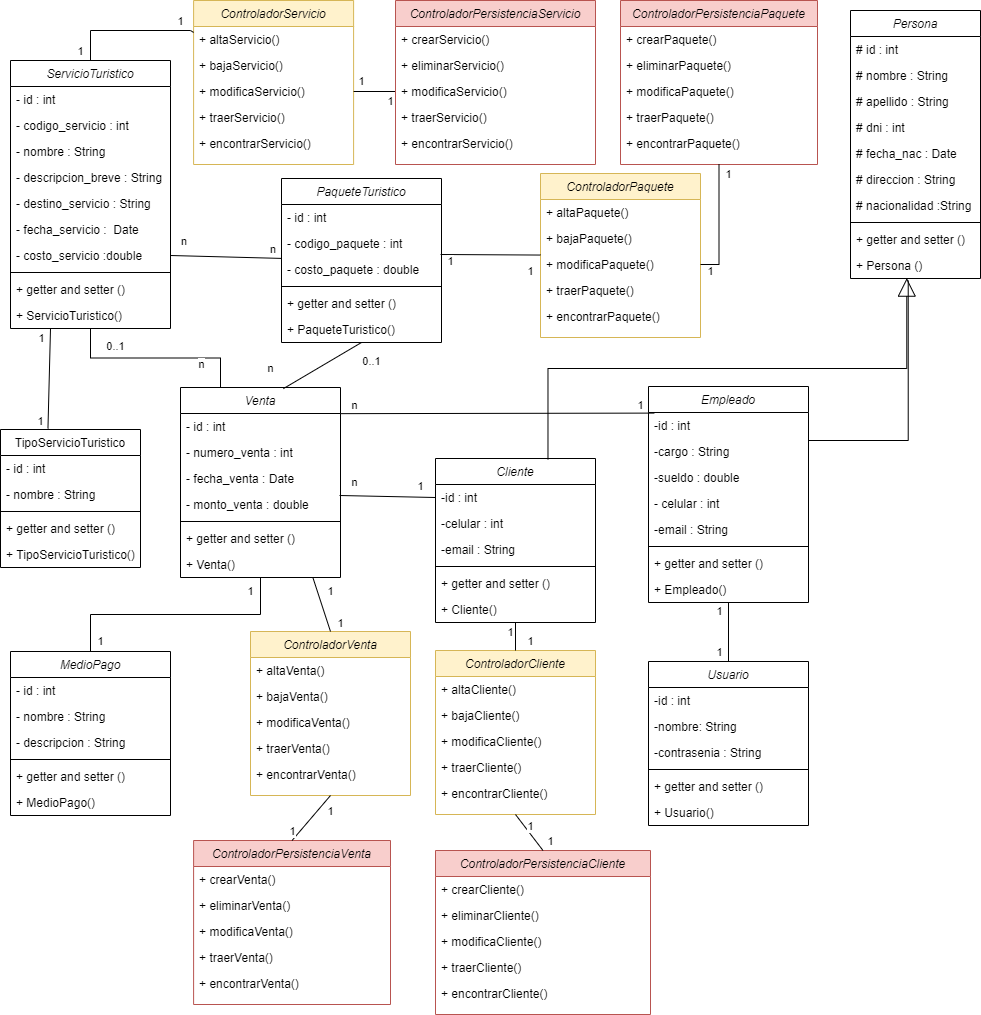 ControladorServicio
+ altaServicio()
+ bajaServicio()
+ modificaServicio()
+ traerServicio()
+ encontrarServicio()
ControladorPersistenciaServicio
+ crearServicio()
+ eliminarServicio()
+ modificaServicio()
+ traerServicio()
+ encontrarServicio()
ControladorPersistenciaPaquete
+ crearPaquete()
+ eliminarPaquete()
+ modificaPaquete()
+ traerPaquete()
+ encontrarPaquete()
Persona
# id : int
# nombre : String
# apellido : String
# dni : int
# fecha_nac : Date
# direccion : String
# nacionalidad :String
+ getter and setter ()
+ Persona ()
1
1
1
1
1
ServicioTuristico
- id : int
- codigo_servicio : int
- nombre : String
- descripcion_breve : String
- destino_servicio : String
- fecha_servicio :  Date
- costo_servicio :double
+ getter and setter ()
+ ServicioTuristico()
n
n
PaqueteTuristico
- id : int
- codigo_paquete : int
- costo_paquete : double
+ getter and setter ()
+ PaqueteTuristico()
1
1
ControladorPaquete
+ altaPaquete()
+ bajaPaquete()
+ modificaPaquete()
+ traerPaquete()
+ encontrarPaquete()
1
1
0..1
n
n
0..1
1
TipoServicioTuristico
- id : int
- nombre : String
+ getter and setter ()
+ TipoServicioTuristico()
Venta
- id : int
- numero_venta : int
- fecha_venta : Date
- monto_venta : double
+ getter and setter ()
+ Venta()
n
1
n
1
Cliente
-id : int
-celular : int
-email : String
+ getter and setter ()
+ Cliente()
Empleado
-id : int
-cargo : String
-sueldo : double
- celular : int
-email : String
+ getter and setter ()
+ Empleado()
1
1
1
1
1
1
1
1
MedioPago
- id : int
- nombre : String
- descripcion : String
+ getter and setter ()
+ MedioPago()
ControladorVenta
+ altaVenta()
+ bajaVenta()
+ modificaVenta()
+ traerVenta()
+ encontrarVenta()
ControladorCliente
+ altaCliente()
+ bajaCliente()
+ modificaCliente()
+ traerCliente()
+ encontrarCliente()
Usuario
-id : int
-nombre: String
-contrasenia : String
+ getter and setter ()
+ Usuario()
1
1
1
1
ControladorPersistenciaVenta
+ crearVenta()
+ eliminarVenta()
+ modificaVenta()
+ traerVenta()
+ encontrarVenta()
ControladorPersistenciaCliente
+ crearCliente()
+ eliminarCliente()
+ modificaCliente()
+ traerCliente()
+ encontrarCliente()